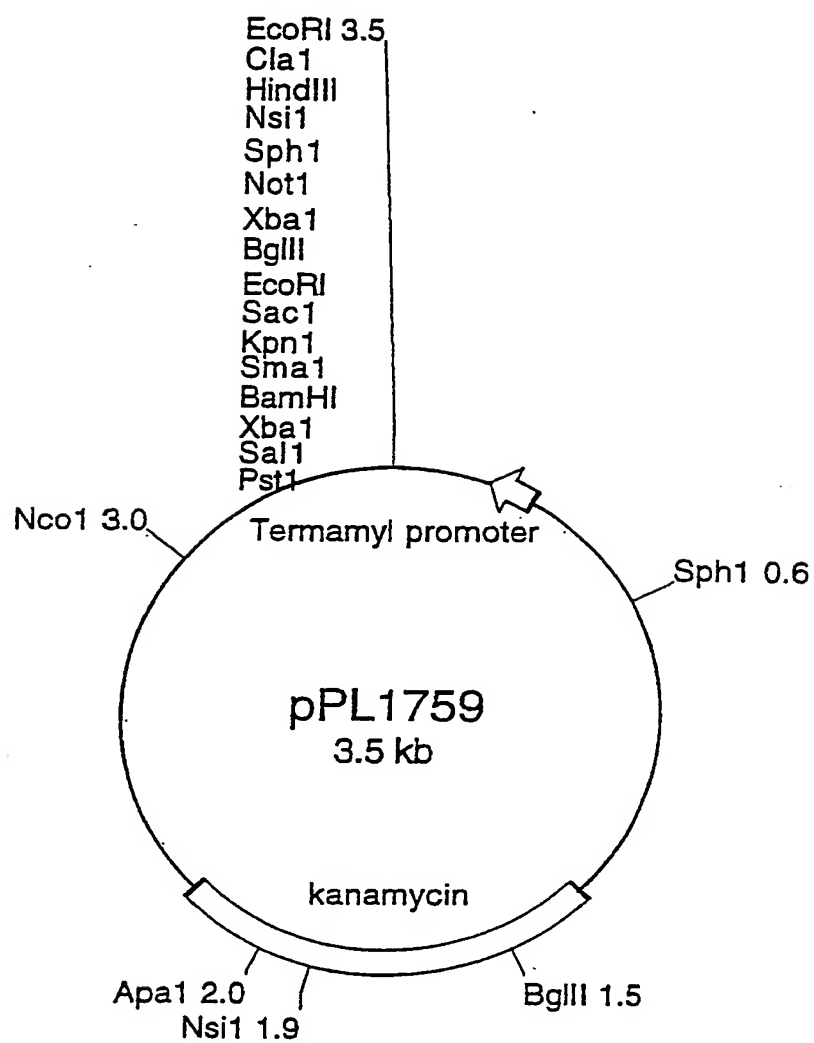 EcoRI 3.5
Cla1
HindIII
Nsi1
Sph1
Not1
Xba1
BglII
EcoRI
Sac1
Kpn1
Sma1
BamHI
Xba1
Sal1
Pst1
Nco1 3.0
Termamyl promoter
Sph1 0.6
pPL1759
3.5 kb
kanamycin
Apa1 2.0
Nsi1 1.9
BglII 1.5